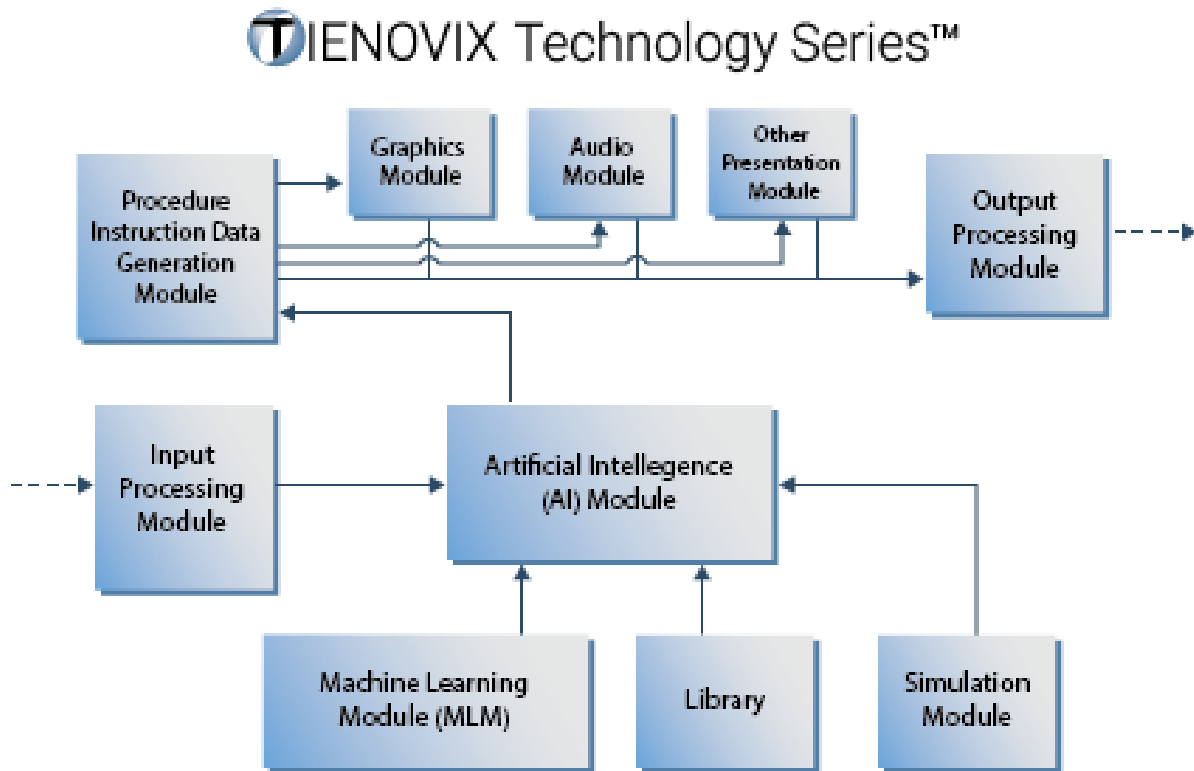 TIENOVIX Technology Series™
Graphics
Module
Audio
Module
Other
Presentation
Module
Procedure
Instruction Data
Generation
Module
Output
Processing
Module
Input
Processing
Module
Artificial Intellegence
(AI) Module
Machine Learning
Module (MLM)
Library
Simulation
Module